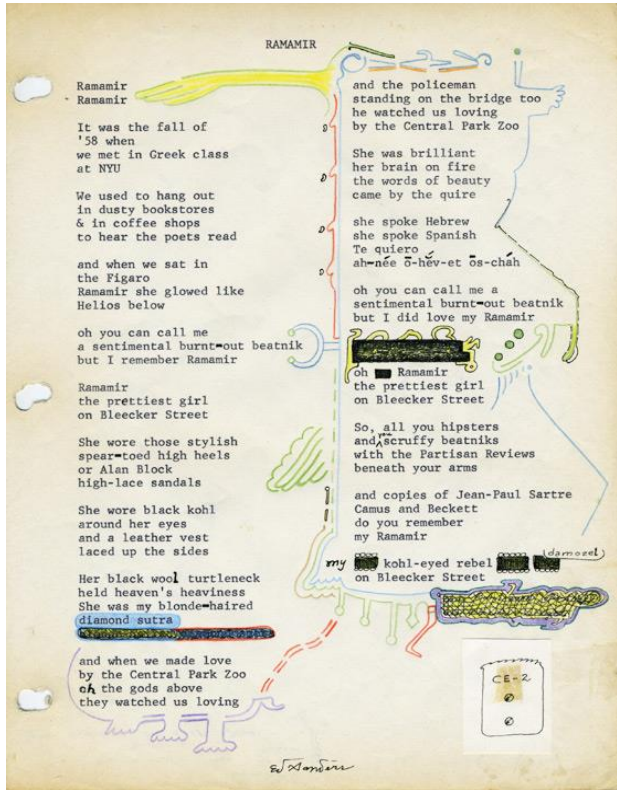 RAMAMIR
Ramamir
Ramamir
It was the fall of
'58 when
we met in Greek class
at NYU
We used to hang out
in dusty bookstores
& in coffee shops
to hear the poets read
and when we sat in
the Figaro
Ramamir she glowed like
Helios below
oh you can call me
a sentimental burnt-out beatnik
but I remember Ramamir
Ramamir
the prettiest girl
on Bleecker Street
She wore those stylish
spear-toed high heels
or Alan Block
high-lace sandals
She wore black kohl
around her eyes
and a leather vest
laced up the sides
Her black wool turtleneck
held heaven's heaviness
She was my blonde-haired
diamond sutra
and when we made love
by the Central Park Zoo
oh the gods above
they watched us loving
and the policeman
standing on the bridge too
he watched us loving
by the Central Park Zoo
She was brilliant
her brain on fire
the words of beauty
came by the quire
she spoke Hebrew
she spoke Spanish
Te quiero
ah-née ō-hĕv-et ōs-cháh
oh you can call me a
sentimental burnt-out beatnik
but I did love my Ramamir
oh Ramamir
the prettiest girl
on Bleecker Street
So, all you hipsters
and you scruffy beatniks
with the Partisan Reviews
beneath your arms
and copies of Jean-Paul Sartre
Camus and Beckett
do you remember
my Ramamir
my kohl-eyed rebel damozel
on Bleecker Street
CE-2
Ed Sanders